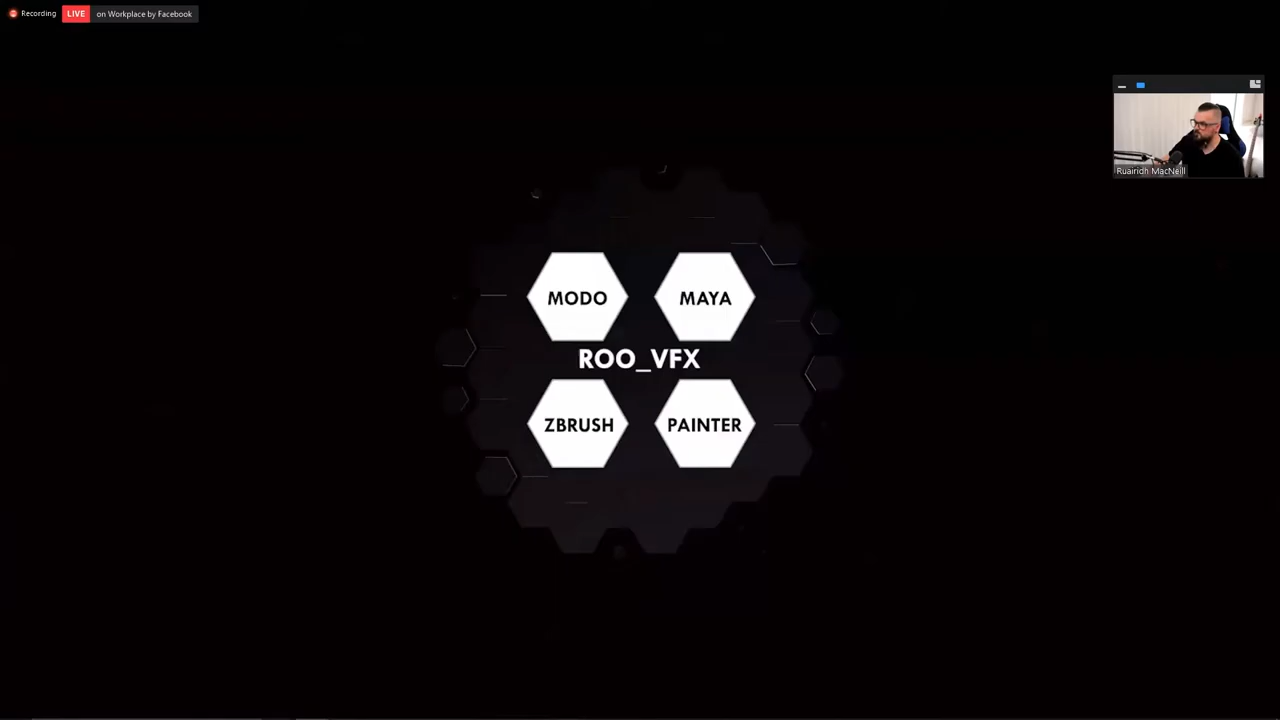 Recording
LIVE
on Workplace by Facebook
Ruairidh MacNeill
MODO
MAYA
ROO_VFX
ZBRUSH
PAINTER